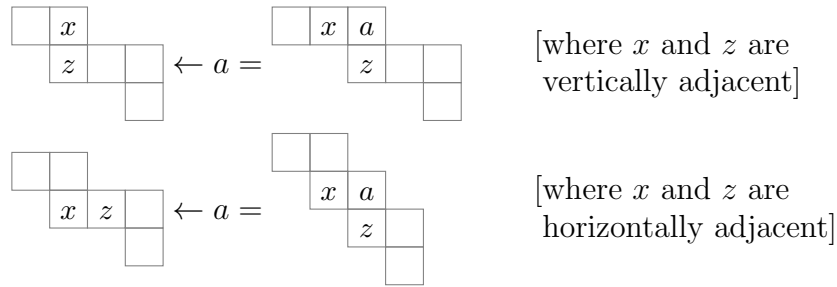 x x a
z ← a = z [where x and z are
vertically adjacent]
x z ← a = x a [where x and z are
z horizontally adjacent]